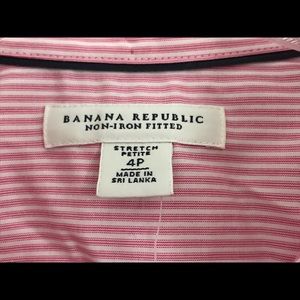 BANANA REPUBLIC
NON-IRON FITTED
STRETCH
PETITE
4P
MADE IN
SRI LANKA